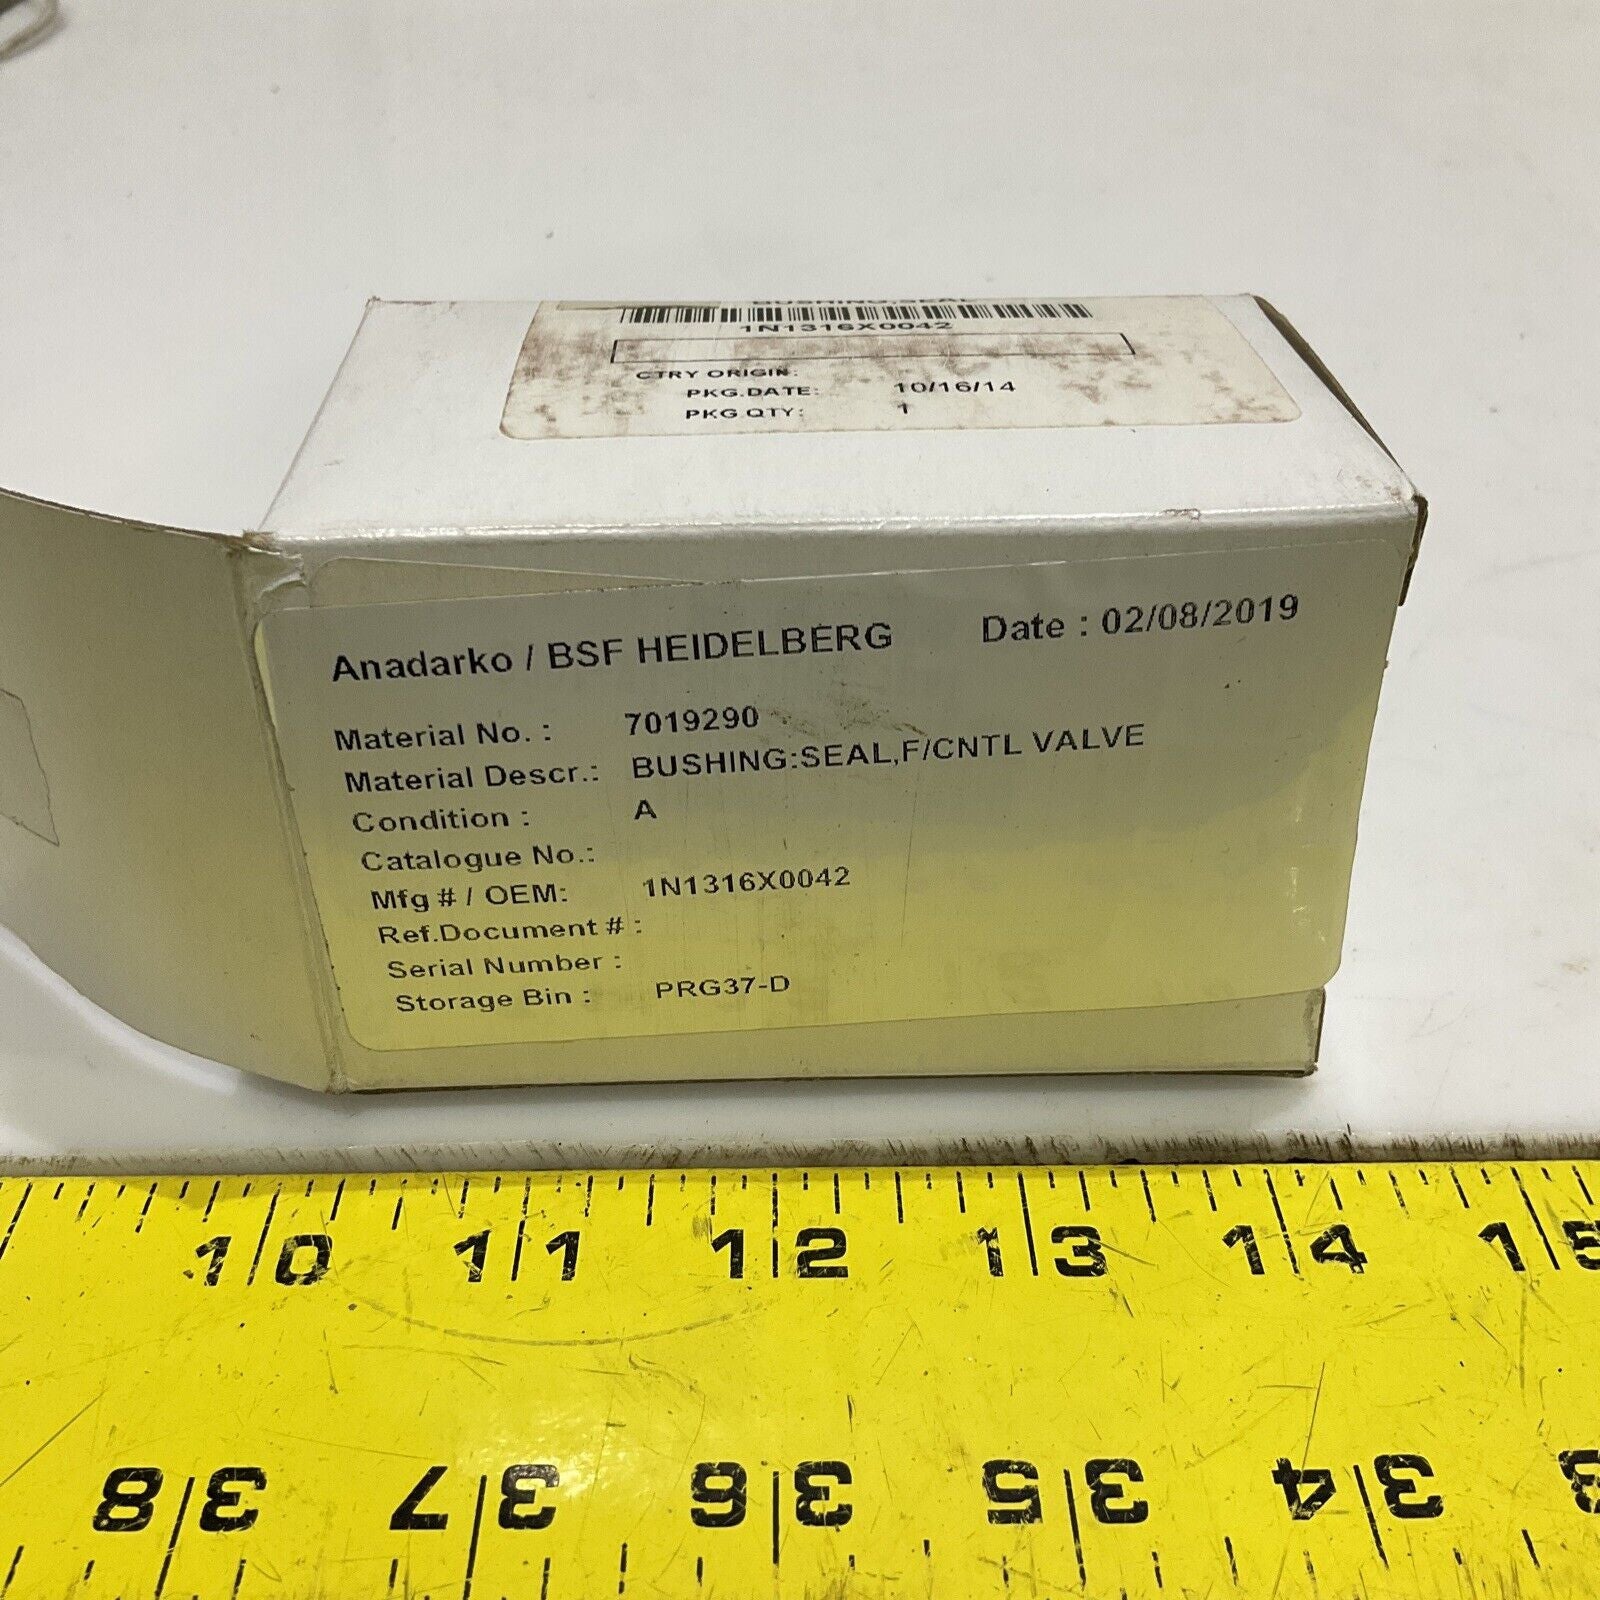 BUSHING:SEAL
1N1316X0042
CTRY ORIGIN:
PKG.DATE: 10/16/14
PKG.QTY: 1
Anadarko / BSF HEIDELBERG Date : 02/08/2019
Material No. : 7019290
Material Descr.: BUSHING:SEAL,F/CNTL VALVE
Condition : A
Catalogue No.:
Mfg # / OEM: 1N1316X0042
Ref.Document # :
Serial Number :
Storage Bin : PRG37-D
10 11 12 13 14 15
38 37 36 35 34